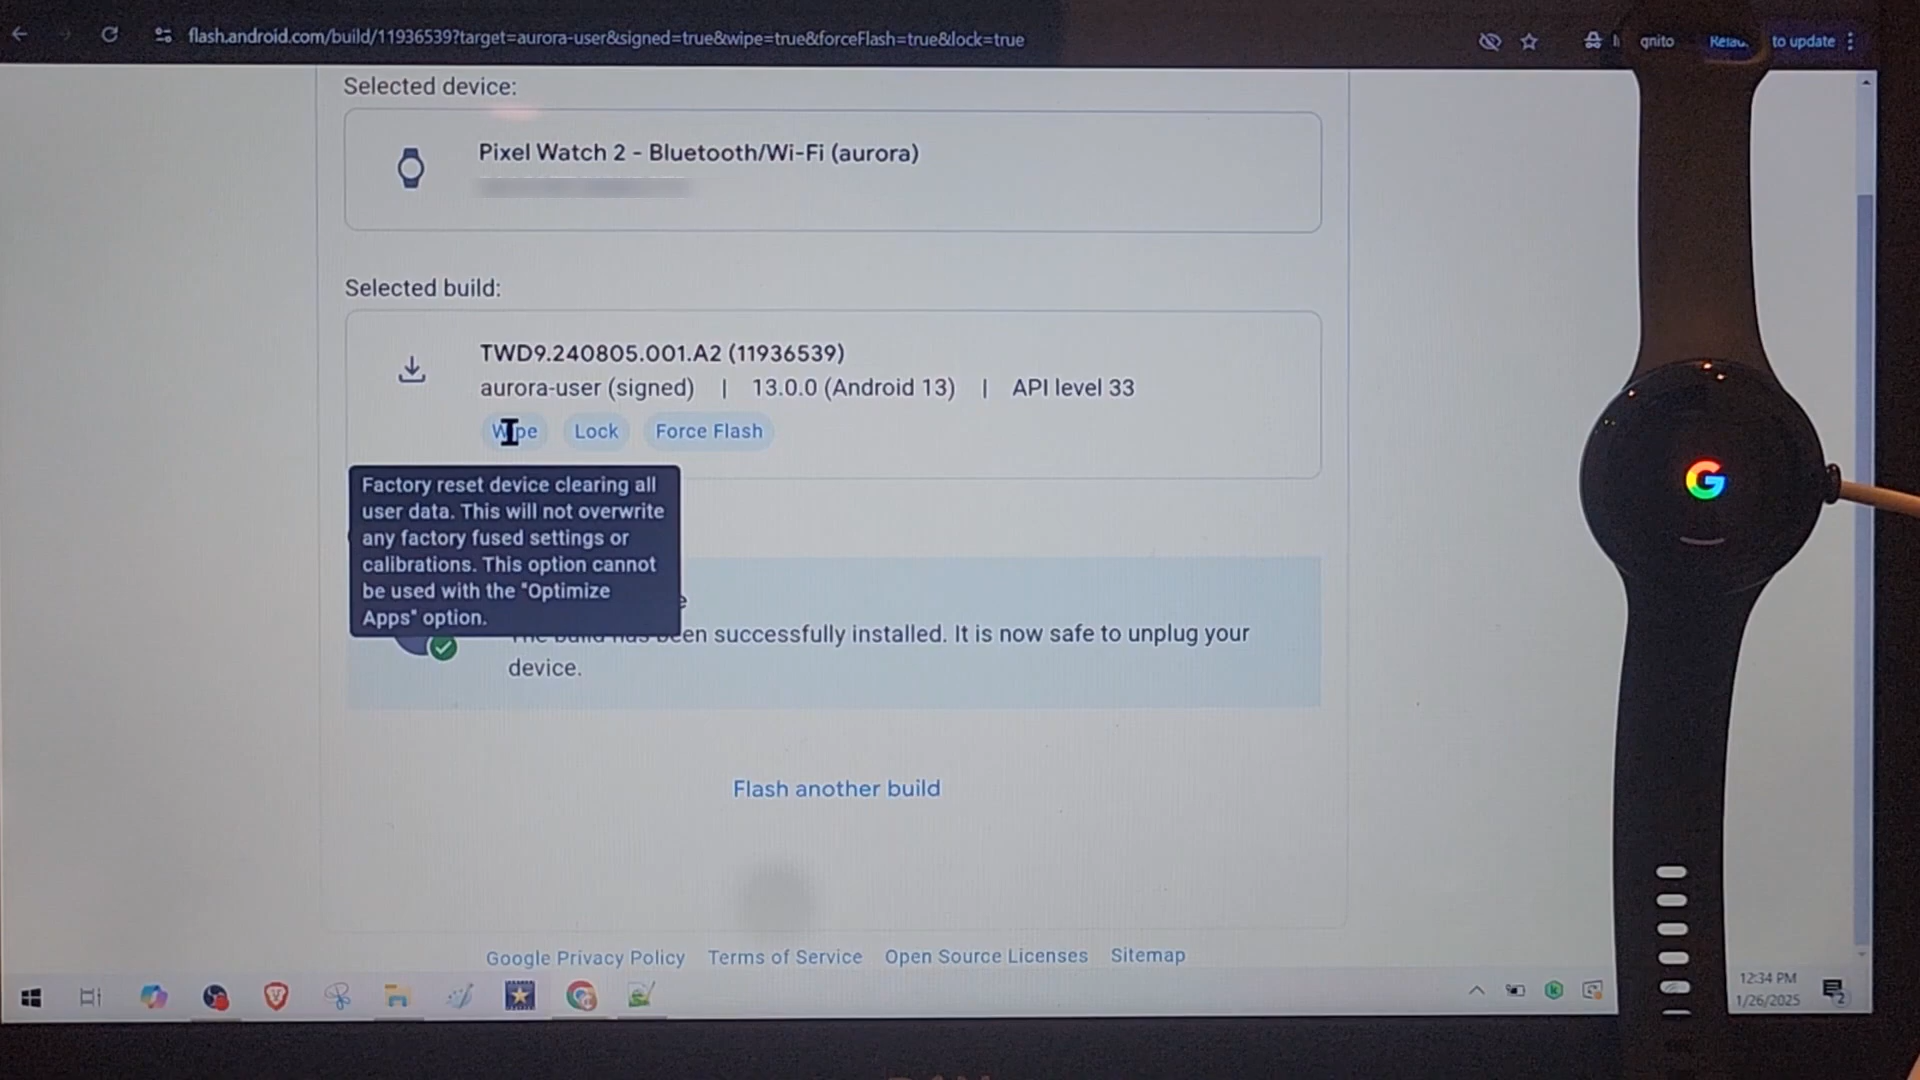 flash.android.com/build/11936539?target=aurora-user&signed=true&wipe=true&forceFlash=true&lock=true
to update
Selected device:
Pixel Watch 2 - Bluetooth/Wi-Fi (aurora)
Selected build:
TWD9.240805.001.A2 (11936539)
aurora-user (signed) | 13.0.0 (Android 13) | API level 33
Wipe Lock Force Flash
Factory reset device clearing all
user data. This will not overwrite
any factory fused settings or
calibrations. This option cannot
be used with the "Optimize
Apps" option.
successfully installed. It is now safe to unplug your
device.
Flash another build
Google Privacy Policy Terms of Service Open Source Licenses Sitemap
12:34 PM
1/26/2025
2
G